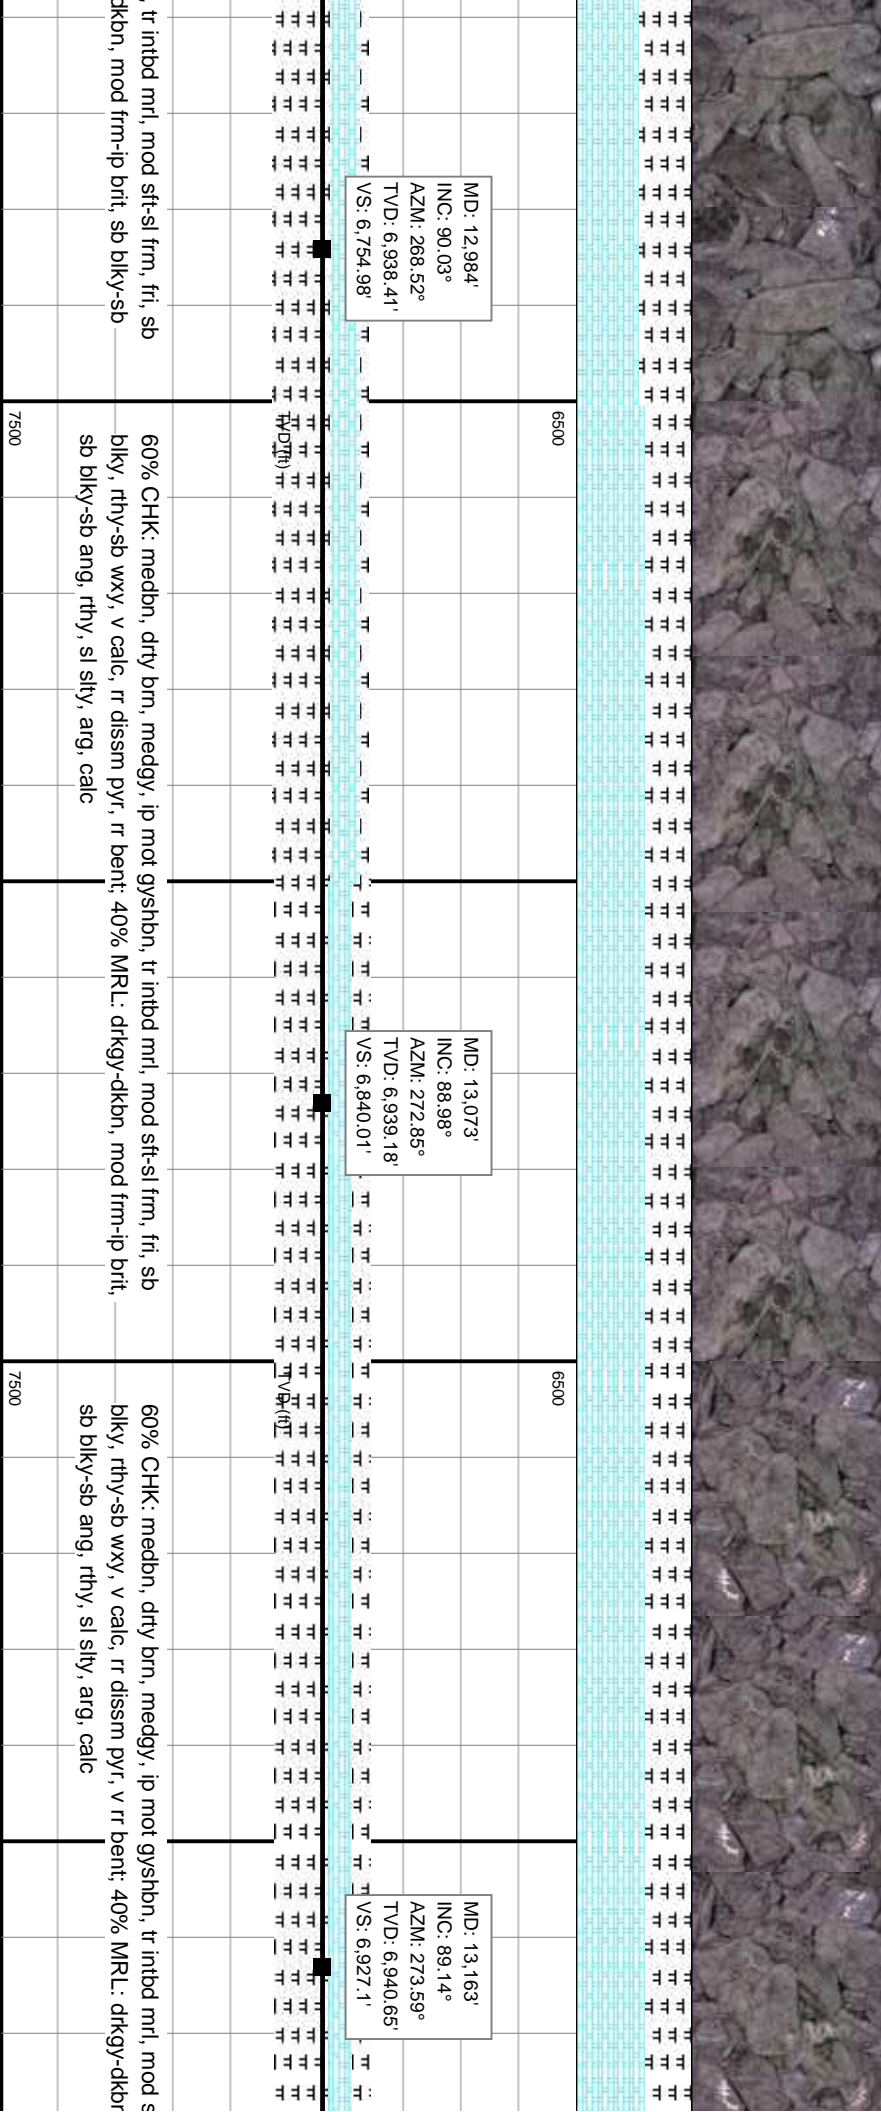 , tr intbd mrl, mod sft-sl frm, fri, sb
dkbn, mod frm-ip brit, sb blky-sb
MD: 12,984'
INC: 90.03°
AZM: 268.52°
TVD: 6,938.41'
VS: 6,754.98'
6500
TVD (ft)
7500
60% CHK: medbn, drty brn, medgy, ip mot gyshbn, tr intbd mrl, mod sft-sl frm, fri, sb
blky, rthy-sb wxy, v calc, rr dissm pyr, rr bent; 40% MRL: drkgy-dkbn, mod frm-ip brit,
sb blky-sb ang, rthy, sl slty, arg, calc
MD: 13,073'
INC: 88.98°
AZM: 272.85°
TVD: 6,939.18'
VS: 6,840.01'
6500
TVD (ft)
7500
60% CHK: medbn, drty brn, medgy, ip mot gyshbn, tr intbd mrl, mod s
blky, rthy-sb wxy, v calc, rr dissm pyr, v rr bent; 40% MRL: drkgy-dkbn
sb blky-sb ang, rthy, sl slty, arg, calc
MD: 13,163'
INC: 89.14°
AZM: 273.59°
TVD: 6,940.65'
VS: 6,927.1'